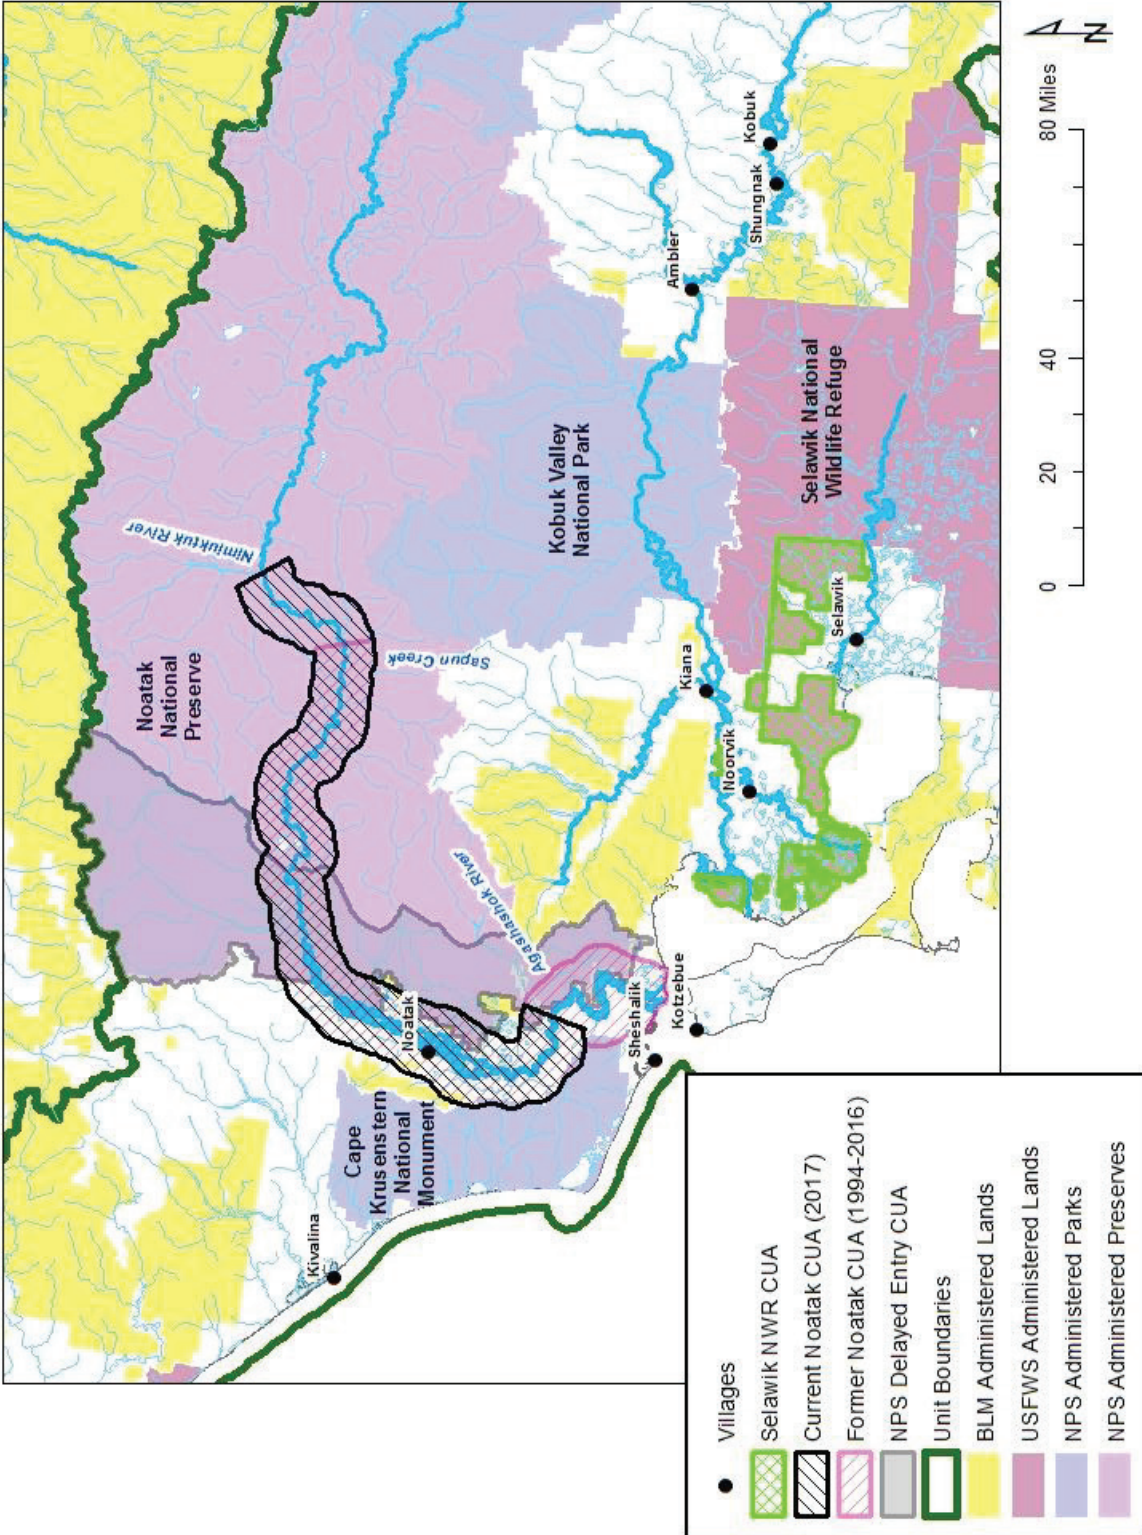 Nimiuktuk River
Noatak
National
Preserve
Sapun Creek
Agashashok River
Kobuk Valley
National Park
Kobuk
Shungnak
Ambler
Selawik National
Wildlife Refuge
Kiana
Selawik
Noorvik
Noatak
Sheshalik
Kotzebue
Cape
Krusenstern
National
Monument
Kivalina
0
20
40
80 Miles
N
Villages
Selawik NWR CUA
Current Noatak CUA (2017)
Former Noatak CUA (1994-2016)
NPS Delayed Entry CUA
Unit Boundaries
BLM Administered Lands
USFWS Administered Lands
NPS Administered Parks
NPS Administered Preserves